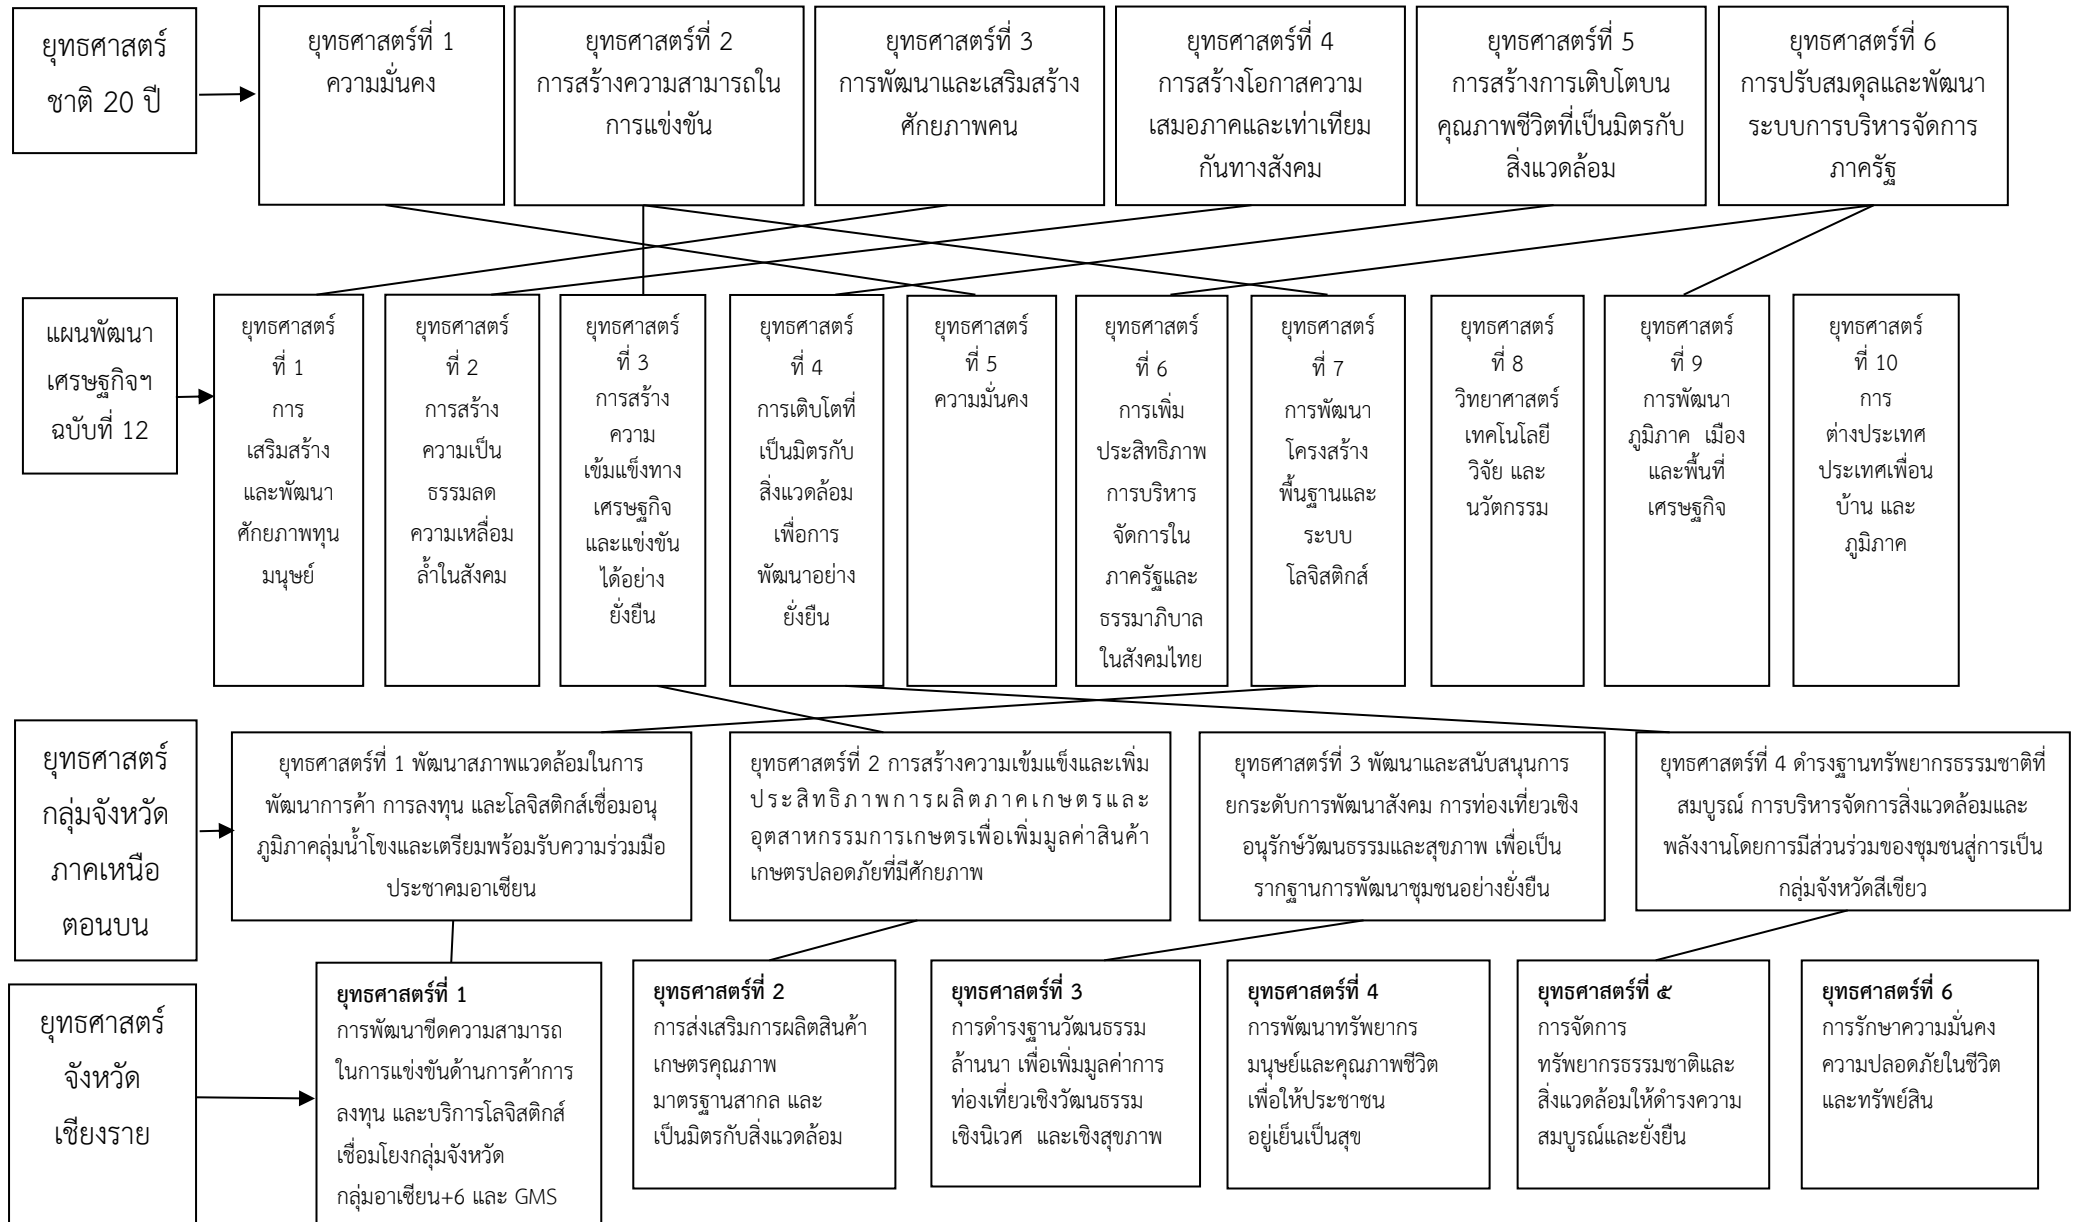 ยุทธศาสตร์
ชาติ 20 ปี
ยุทธศาสตร์ที่ 1
ความมั่นคง
ยุทธศาสตร์ที่ 2
การสร้างความสามารถใน
การแข่งขัน
ยุทธศาสตร์ที่ 3
การพัฒนาและเสริมสร้าง
ศักยภาพคน
ยุทธศาสตร์ที่ 4
การสร้างโอกาสความ
เสมอภาคและเท่าเทียม
กันทางสังคม
ยุทธศาสตร์ที่ 5
การสร้างการเติบโตบน
คุณภาพชีวิตที่เป็นมิตรกับ
สิ่งแวดล้อม
ยุทธศาสตร์ที่ 6
การปรับสมดุลและพัฒนา
ระบบการบริหารจัดการ
ภาครัฐ
แผนพัฒนา
เศรษฐกิจฯ
ฉบับที่ 12
ยุทธศาสตร์
ที่ 1
การ
เสริมสร้าง
และพัฒนา
ศักยภาพทุน
มนุษย์
ยุทธศาสตร์
ที่ 2
การสร้าง
ความเป็น
ธรรมลด
ความเหลื่อม
ล้ำในสังคม
ยุทธศาสตร์
ที่ 3
การสร้าง
ความ
เข้มแข็งทาง
เศรษฐกิจ
และแข่งขัน
ได้อย่าง
ยั่งยืน
ยุทธศาสตร์
ที่ 4
การเติบโตที่
เป็นมิตรกับ
สิ่งแวดล้อม
เพื่อการ
พัฒนาอย่าง
ยั่งยืน
ยุทธศาสตร์
ที่ 5
ความมั่นคง
ยุทธศาสตร์
ที่ 6
การเพิ่ม
ประสิทธิภาพ
การบริหาร
จัดการใน
ภาครัฐและ
ธรรมาภิบาล
ในสังคมไทย
ยุทธศาสตร์
ที่ 7
การพัฒนา
โครงสร้าง
พื้นฐานและ
ระบบ
โลจิสติกส์
ยุทธศาสตร์
ที่ 8
วิทยาศาสตร์
เทคโนโลยี
วิจัย และ
นวัตกรรม
ยุทธศาสตร์
ที่ 9
การพัฒนา
ภูมิภาค เมือง
และพื้นที่
เศรษฐกิจ
ยุทธศาสตร์
ที่ 10
การ
ต่างประเทศ
ประเทศเพื่อน
บ้าน และ
ภูมิภาค
ยุทธศาสตร์
กลุ่มจังหวัด
ภาคเหนือ
ตอนบน
ยุทธศาสตร์ที่ 1 พัฒนาสภาพแวดล้อมในการ
พัฒนาการค้า การลงทุน และโลจิสติกส์เชื่อมอนุ
ภูมิภาคลุ่มน้ำโขงและเตรียมพร้อมรับความร่วมมือ
ประชาคมอาเซียน
ยุทธศาสตร์ที่ 2 การสร้างความเข้มแข็งและเพิ่ม
ประสิทธิภาพการผลิตภาคเกษตรและ
อุตสาหกรรมการเกษตรเพื่อเพิ่มมูลค่าสินค้า
เกษตรปลอดภัยที่มีศักยภาพ
ยุทธศาสตร์ที่ 3 พัฒนาและสนับสนุนการ
ยกระดับการพัฒนาสังคม การท่องเที่ยวเชิง
อนุรักษ์วัฒนธรรมและสุขภาพ เพื่อเป็น
รากฐานการพัฒนาชุมชนอย่างยั่งยืน
ยุทธศาสตร์ที่ 4 ดำรงฐานทรัพยากรธรรมชาติที่
สมบูรณ์ การบริหารจัดการสิ่งแวดล้อมและ
พลังงานโดยการมีส่วนร่วมของชุมชนสู่การเป็น
กลุ่มจังหวัดสีเขียว
ยุทธศาสตร์
จังหวัด
เชียงราย
ยุทธศาสตร์ที่ 1
การพัฒนาขีดความสามารถ
ในการแข่งขันด้านการค้าการ
ลงทุน และบริการโลจิสติกส์
เชื่อมโยงกลุ่มจังหวัด
กลุ่มอาเซียน+6 และ GMS
ยุทธศาสตร์ที่ 2
การส่งเสริมการผลิตสินค้า
เกษตรคุณภาพ
มาตรฐานสากล และ
เป็นมิตรกับสิ่งแวดล้อม
ยุทธศาสตร์ที่ 3
การดำรงฐานวัฒนธรรม
ล้านนา เพื่อเพิ่มมูลค่าการ
ท่องเที่ยวเชิงวัฒนธรรม
เชิงนิเวศ และเชิงสุขภาพ
ยุทธศาสตร์ที่ 4
การพัฒนาทรัพยากร
มนุษย์และคุณภาพชีวิต
เพื่อให้ประชาชน
อยู่เย็นเป็นสุข
ยุทธศาสตร์ที่ ๕
การจัดการ
ทรัพยากรธรรมชาติและ
สิ่งแวดล้อมให้ดำรงความ
สมบูรณ์และยั่งยืน
ยุทธศาสตร์ที่ 6
การรักษาความมั่นคง
ความปลอดภัยในชีวิต
และทรัพย์สิน